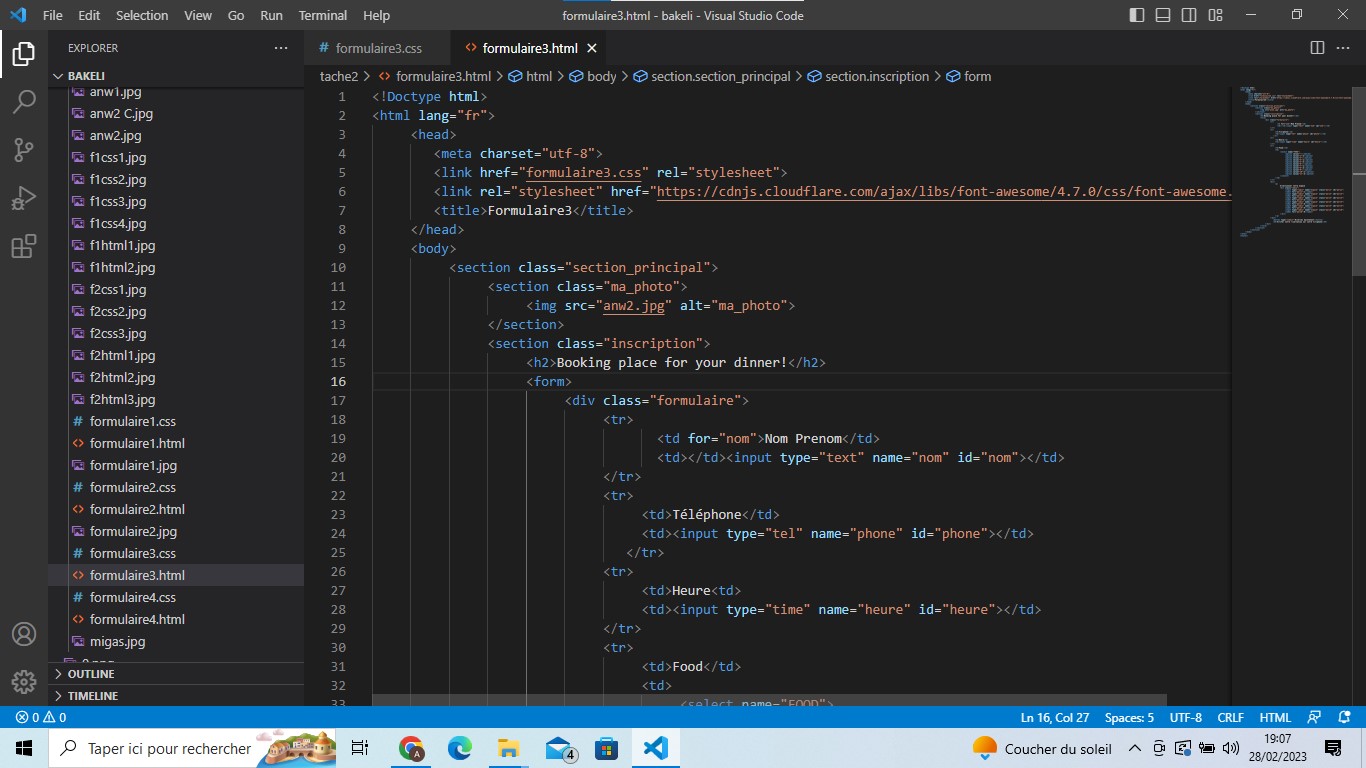 File Edit Selection View Go Run Terminal Help
formulaire3.html - bakeli - Visual Studio Code
EXPLORER
BAKELI
anw1.jpg
anw2 C.jpg
anw2.jpg
f1css1.jpg
f1css2.jpg
f1css3.jpg
f1css4.jpg
f1html1.jpg
f1html2.jpg
f2css1.jpg
f2css2.jpg
f2css3.jpg
f2html1.jpg
f2html2.jpg
f2html3.jpg
# formulaire1.css
<> formulaire1.html
formulaire1.jpg
# formulaire2.css
<> formulaire2.html
formulaire2.jpg
# formulaire3.css
<> formulaire3.html
# formulaire4.css
<> formulaire4.html
migas.jpg
OUTLINE
TIMELINE
# formulaire3.css <> formulaire3.html
tache2 > <> formulaire3.html > html > body > section.section_principal > section.inscription > form
1 <!Doctype html>
2 <html lang="fr">
3 <head>
4 <meta charset="utf-8">
5 <link href="formulaire3.css" rel="stylesheet">
6 <link rel="stylesheet" href="https://cdnjs.cloudflare.com/ajax/libs/font-awesome/4.7.0/css/font-awesome.
7 <title>Formulaire3</title>
8 </head>
9 <body>
10 <section class="section_principal">
11 <section class="ma_photo">
12 <img src="anw2.jpg" alt="ma_photo">
13 </section>
14 <section class="inscription">
15 <h2>Booking place for your dinner!</h2>
16 <form>
17 <div class="formulaire">
18 <tr>
19 <td for="nom">Nom Prenom</td>
20 <td></td><input type="text" name="nom" id="nom"></td>
21 </tr>
22 <tr>
23 <td>Téléphone</td>
24 <td><input type="tel" name="phone" id="phone"></td>
25 </tr>
26 <tr>
27 <td>Heure<td>
28 <td><input type="time" name="heure" id="heure"></td>
29 </tr>
30 <tr>
31 <td>Food</td>
32 <td>
33 <select name="FOOD">
0 0
Ln 16, Col 27 Spaces: 5 UTF-8 CRLF HTML
Taper ici pour rechercher
4
Coucher du soleil
19:07
28/02/2023